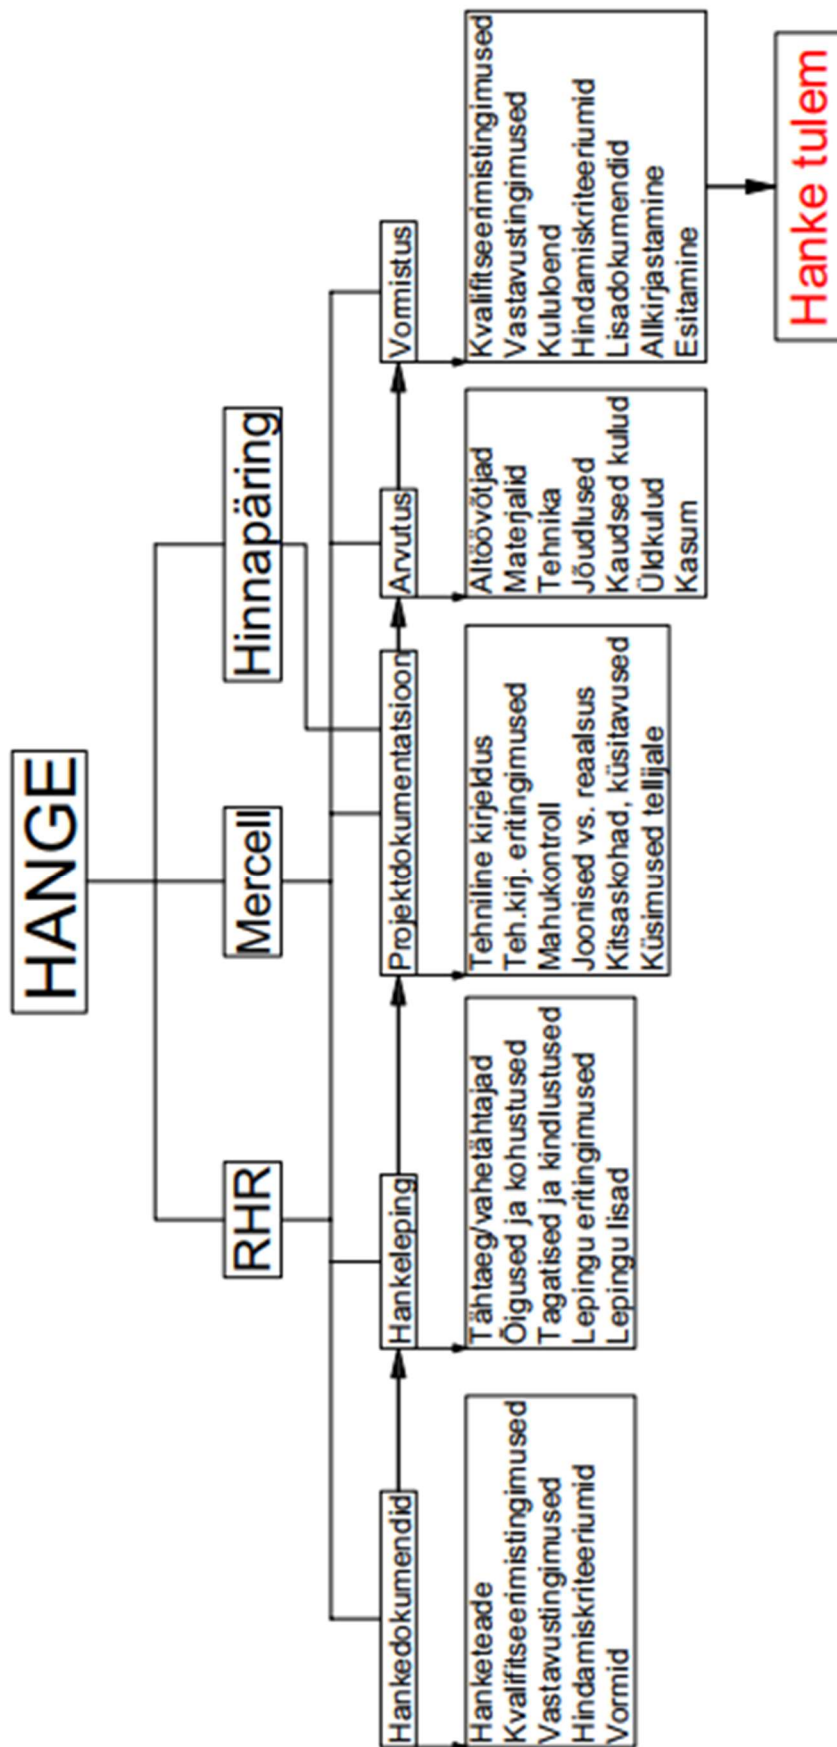 HANGE
RHR
Mercell
Hinnapäring
Hankedokumendid
Hankeleping
Projektdokumentatsioon
Arvutus
Vormistus
Hanketeade
Kvalifitseerimistingimused
Vastavustingimused
Hindamiskriteeriumid
Vormid
Tähtaeg/vahetähtajad
Õigused ja kohustused
Tagatised ja kindlustused
Lepingu eritingimused
Lepingu lisad
Tehniline kirjeldus
Teh.kirj. eritingimused
Mahukontroll
Joonised vs. reaalsus
Kitsaskohad, küsitavused
Küsimused tellijale
Altöövõtjad
Materjalid
Tehnika
Jõudlused
Kaudsed kulud
Üldkulud
Kasum
Kvalifitseerimistingimused
Vastavustingimused
Kululoend
Hindamiskriteeriumid
Lisadokumendid
Allkirjastamine
Esitamine
Hanke tulem